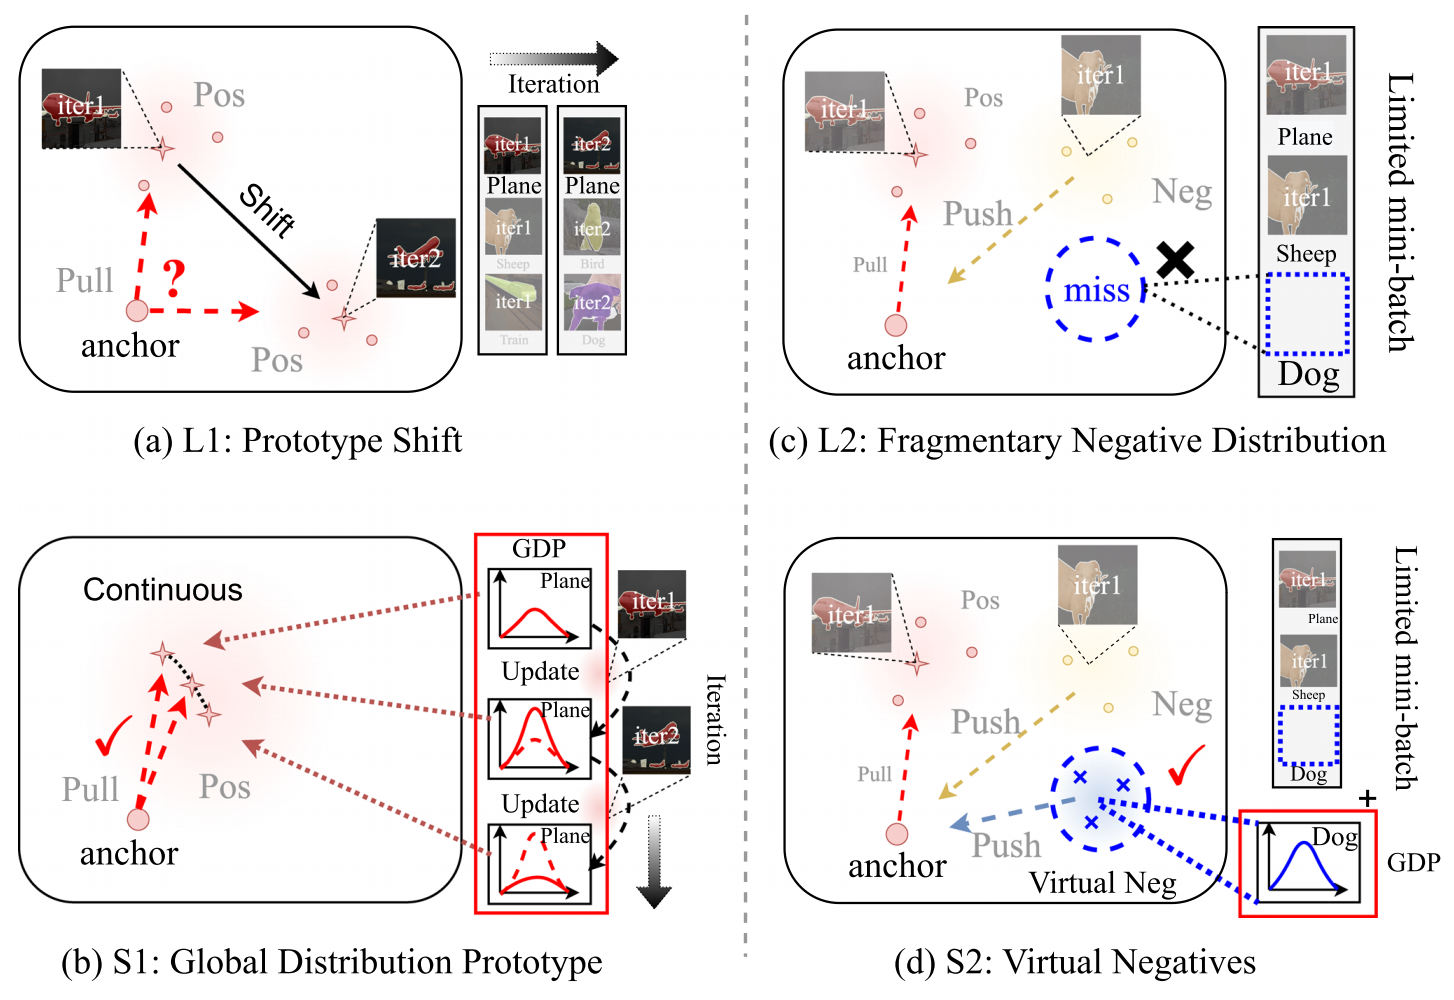 iter1
Pos
Shift
iter2
Pull
?
anchor
Pos
Iteration
iter1
Plane
iter1
Sheep
iter1
Train
iter2
Plane
iter2
Bird
iter2
Dog
(a) L1: Prototype Shift
iter1
Pos
iter1
Neg
Push
Pull
miss
anchor
iter1
Plane
iter1
Sheep
Dog
Limited mini-batch
(c) L2: Fragmentary Negative Distribution
Continuous
Pull
Pos
anchor
GDP
Plane
iter1
Update
Plane
iter2
Update
Plane
Iteration
(b) S1: Global Distribution Prototype
iter1
Pos
iter1
Neg
Push
Pull
Push
anchor
Virtual Neg
iter1
Plane
iter1
Sheep
Dog
Limited mini-batch
+
Dog
GDP
(d) S2: Virtual Negatives